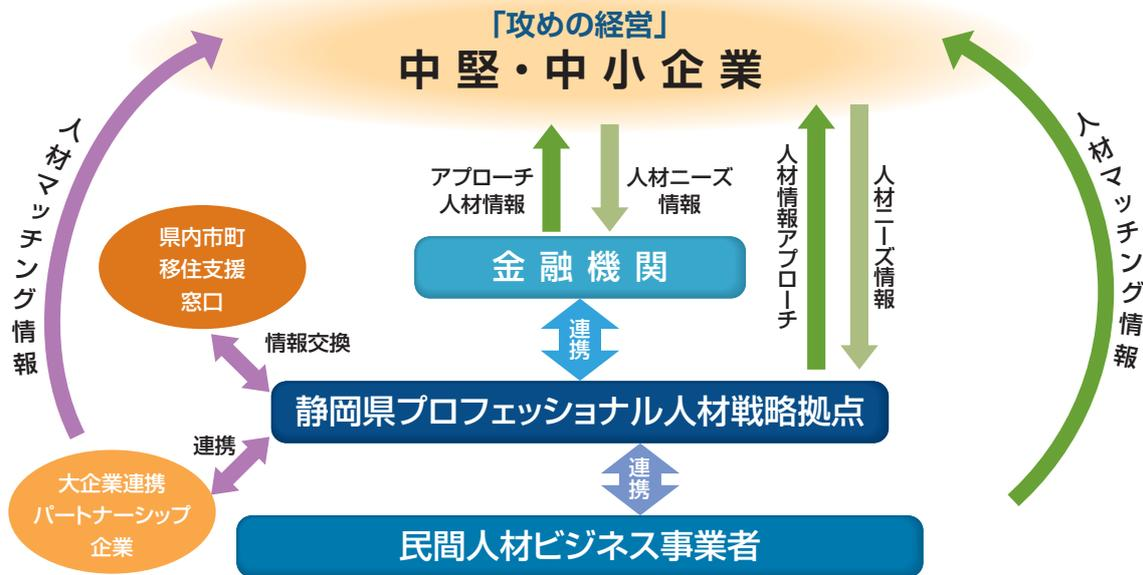 「攻めの経営」
中堅・中小企業
人材マッチング情報
アプローチ
人材情報
人材ニーズ
情報
人材情報アプローチ
人材ニーズ情報
人材マッチング情報
県内市町
移住支援
窓口
金融機関
情報交換
連携
静岡県プロフェッショナル人材戦略拠点
連携
連携
大企業連携
パートナーシップ
企業
民間人材ビジネス事業者